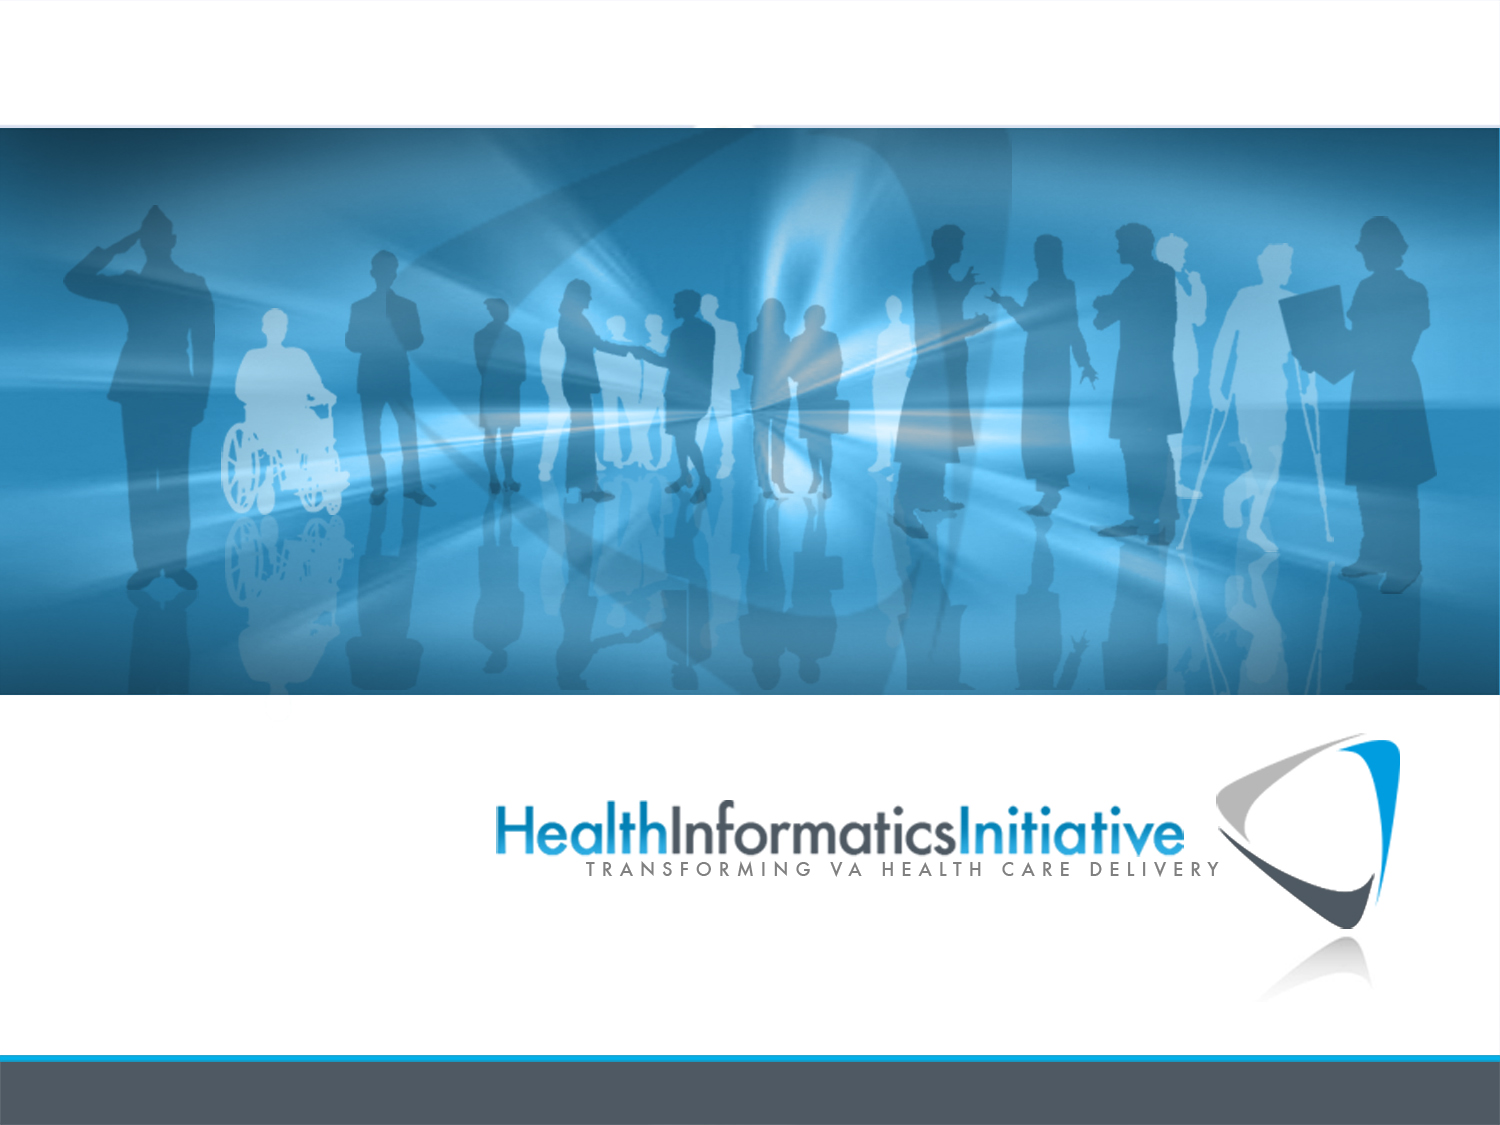 HealthInformaticsInitiative
TRANSFORMING VA HEALTH CARE DELIVERY